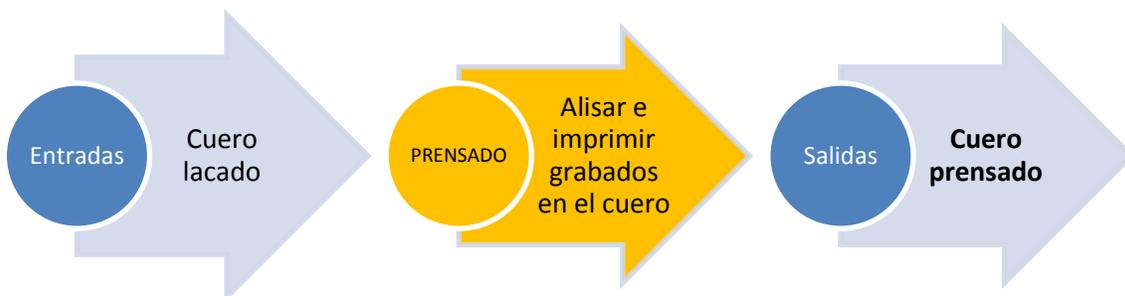 Entradas
Cuero
lacado
PRENSADO
Alisar e
imprimir
grabados
en el cuero
Salidas
Cuero
prensado